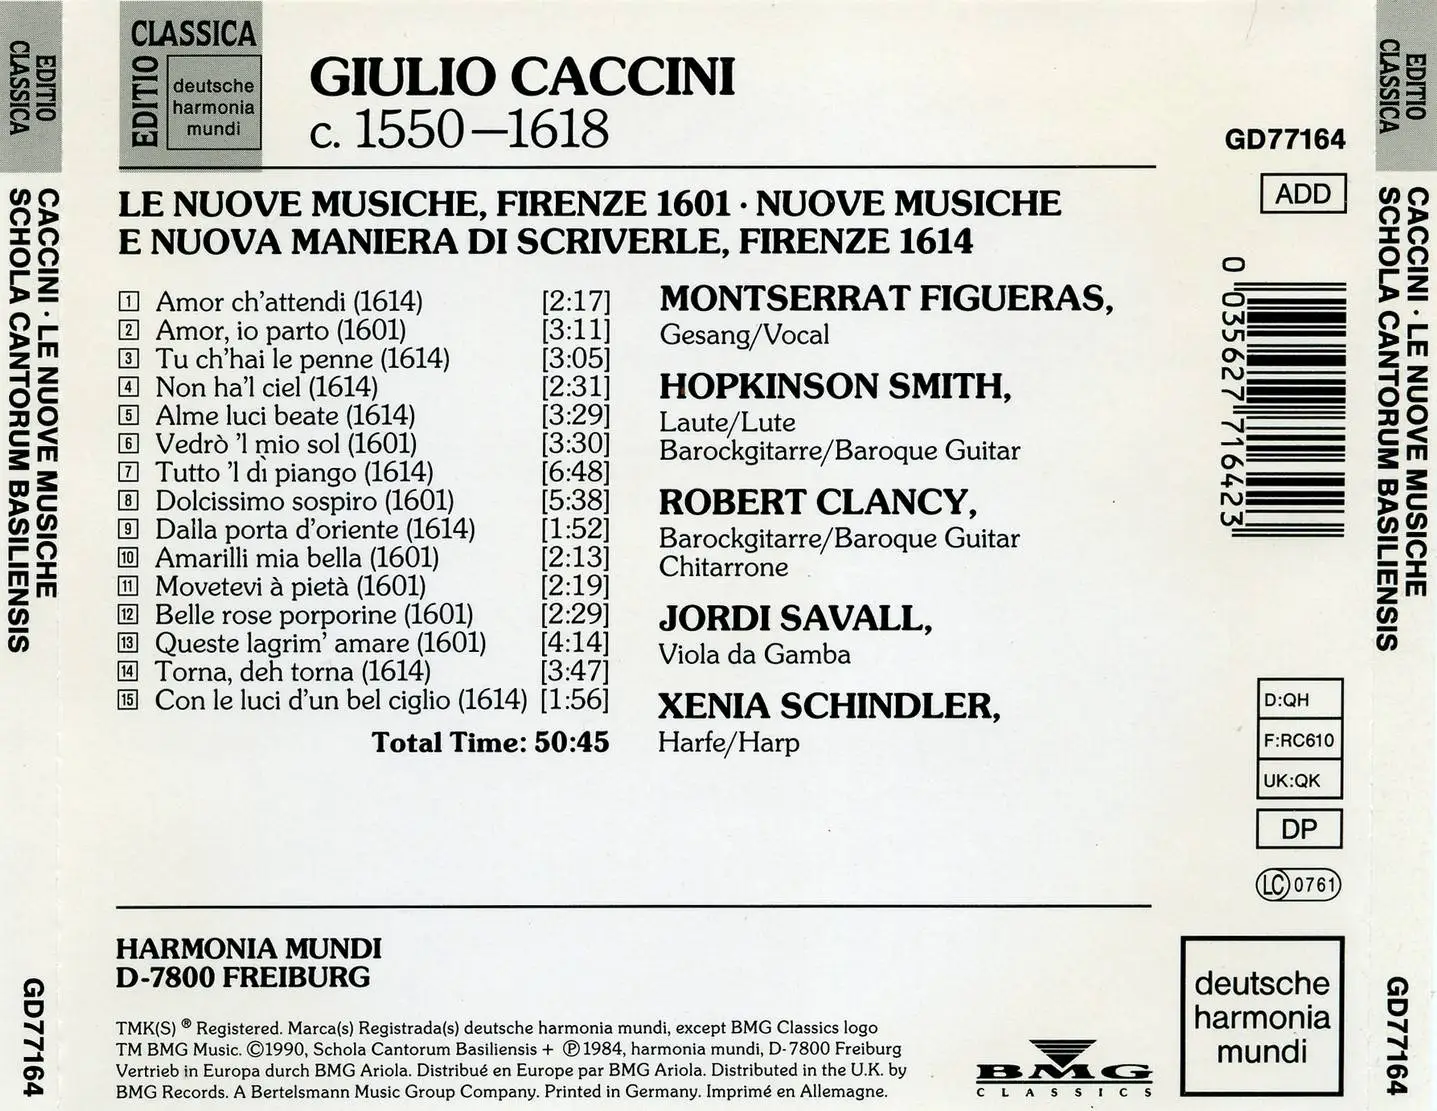 EDITIO
CLASSICA
CACCINI · LE NUOVE MUSICHE
SCHOLA CANTORUM BASILIENSIS
GD77164
CLASSICA
EDITIO
deutsche
harmonia
mundi
GIULIO CACCINI
c. 1550–1618
LE NUOVE MUSICHE, FIRENZE 1601 · NUOVE MUSICHE
E NUOVA MANIERA DI SCRIVERLE, FIRENZE 1614
1 Amor ch'attendi (1614) [2:17]
2 Amor, io parto (1601) [3:11]
3 Tu ch'hai le penne (1614) [3:05]
4 Non ha'l ciel (1614) [2:31]
5 Alme luci beate (1614) [3:29]
6 Vedrò 'l mio sol (1601) [3:30]
7 Tutto 'l dì piango (1614) [6:48]
8 Dolcissimo sospiro (1601) [5:38]
9 Dalla porta d'oriente (1614) [1:52]
10 Amarilli mia bella (1601) [2:13]
11 Movetevi à pietà (1601) [2:19]
12 Belle rose porporine (1601) [2:29]
13 Queste lagrim' amare (1601) [4:14]
14 Torna, deh torna (1614) [3:47]
15 Con le luci d'un bel ciglio (1614) [1:56]
Total Time: 50:45
MONTSERRAT FIGUERAS,
Gesang/Vocal
HOPKINSON SMITH,
Laute/Lute
Barockgitarre/Baroque Guitar
ROBERT CLANCY,
Barockgitarre/Baroque Guitar
Chitarrone
JORDI SAVALL,
Viola da Gamba
XENIA SCHINDLER,
Harfe/Harp
GD77164
ADD
0 035627 716423
D:QH
F:RC610
UK:QK
DP
LC 0761
HARMONIA MUNDI
D-7800 FREIBURG
TMK(S) ® Registered. Marca(s) Registrada(s) deutsche harmonia mundi, except BMG Classics logo
TM BMG Music. ©1990, Schola Cantorum Basiliensis + ℗1984, harmonia mundi, D-7800 Freiburg
Vertrieb in Europa durch BMG Ariola. Distribué en Europe par BMG Ariola. Distributed in the U.K. by
BMG Records. A Bertelsmann Music Group Company. Printed in Germany. Imprimé en Allemagne.
BMG
CLASSICS
deutsche
harmonia
mundi
EDITIO
CLASSICA
CACCINI · LE NUOVE MUSICHE
SCHOLA CANTORUM BASILIENSIS
GD77164